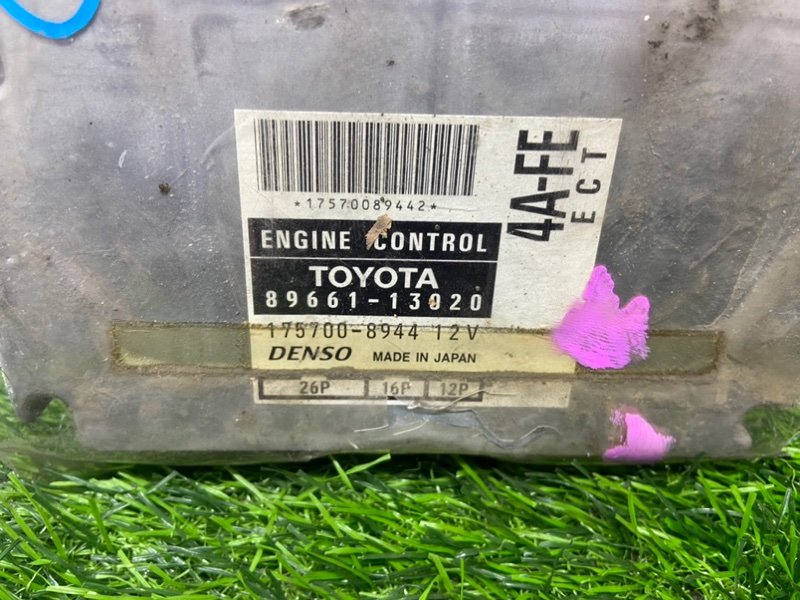 *17570089442*
4A-FE
ECT
ENGINE CONTROL
TOYOTA
89661-13020
175700-8944 12V
DENSO MADE IN JAPAN
26P 16P 12P